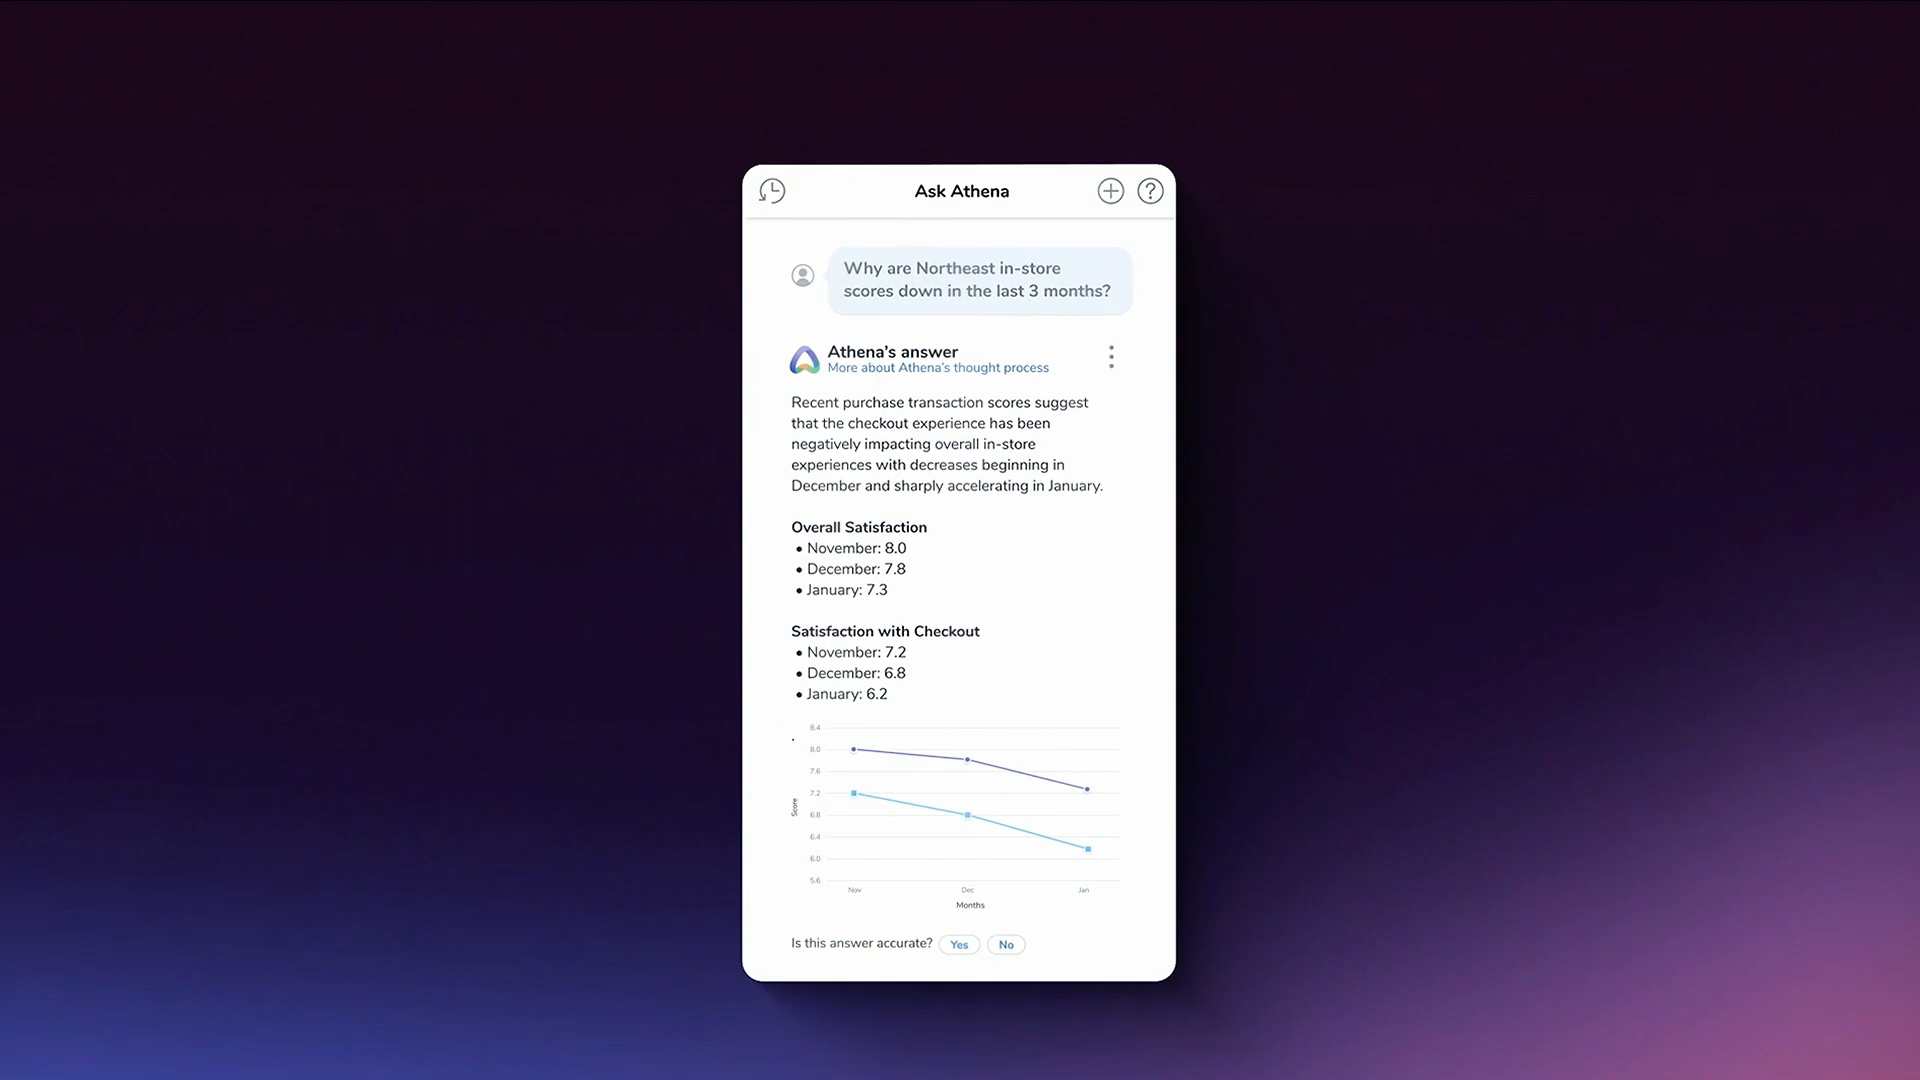 Ask Athena
Why are Northeast in-store
scores down in the last 3 months?
Athena's answer
More about Athena's thought process
Recent purchase transaction scores suggest
that the checkout experience has been
negatively impacting overall in-store
experiences with decreases beginning in
December and sharply accelerating in January.
Overall Satisfaction
• November: 8.0
• December: 7.8
• January: 7.3
Satisfaction with Checkout
• November: 7.2
• December: 6.8
• January: 6.2
8.4
8.0
7.6
7.2
6.8
6.4
6.0
5.6
Score
Nov Dec Jan
Months
Is this answer accurate? Yes No